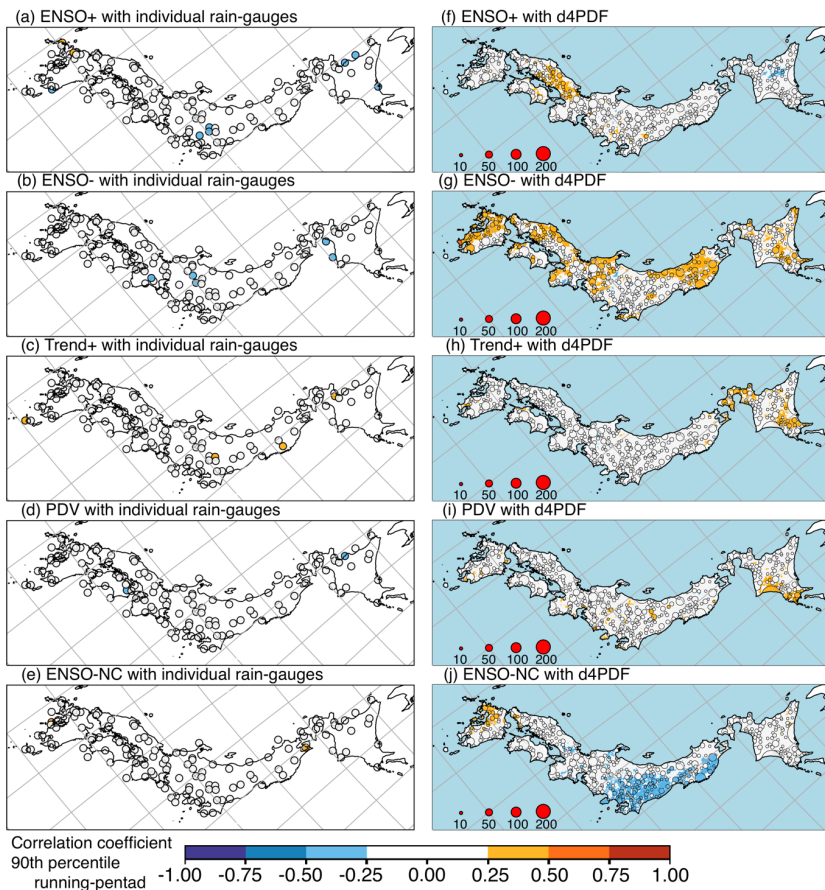 (a) ENSO+ with individual rain-gauges
(f) ENSO+ with d4PDF
10 50 100 200
(b) ENSO- with individual rain-gauges
(g) ENSO- with d4PDF
10 50 100 200
(c) Trend+ with individual rain-gauges
(h) Trend+ with d4PDF
10 50 100 200
(d) PDV with individual rain-gauges
(i) PDV with d4PDF
10 50 100 200
(e) ENSO-NC with individual rain-gauges
(j) ENSO-NC with d4PDF
10 50 100 200
Correlation coefficient
90th percentile
running-pentad
-1.00 -0.75 -0.50 -0.25 0.00 0.25 0.50 0.75 1.00